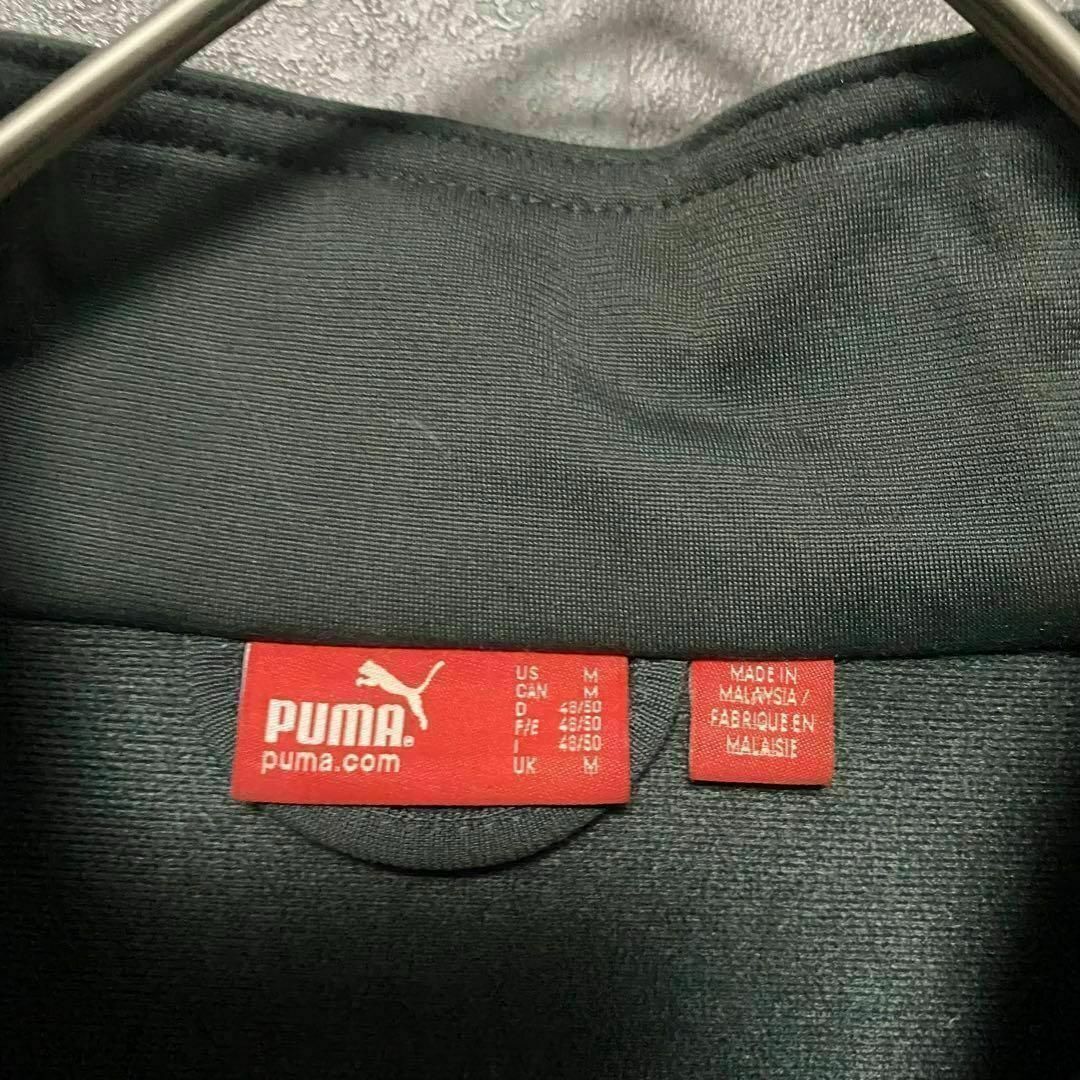 PUMA®
puma.com
US M
CAN M
D 48/50
F/E 48/50
I 48/50
UK M
MADE IN
MALAYSIA /
FABRIQUE EN
MALAISIE